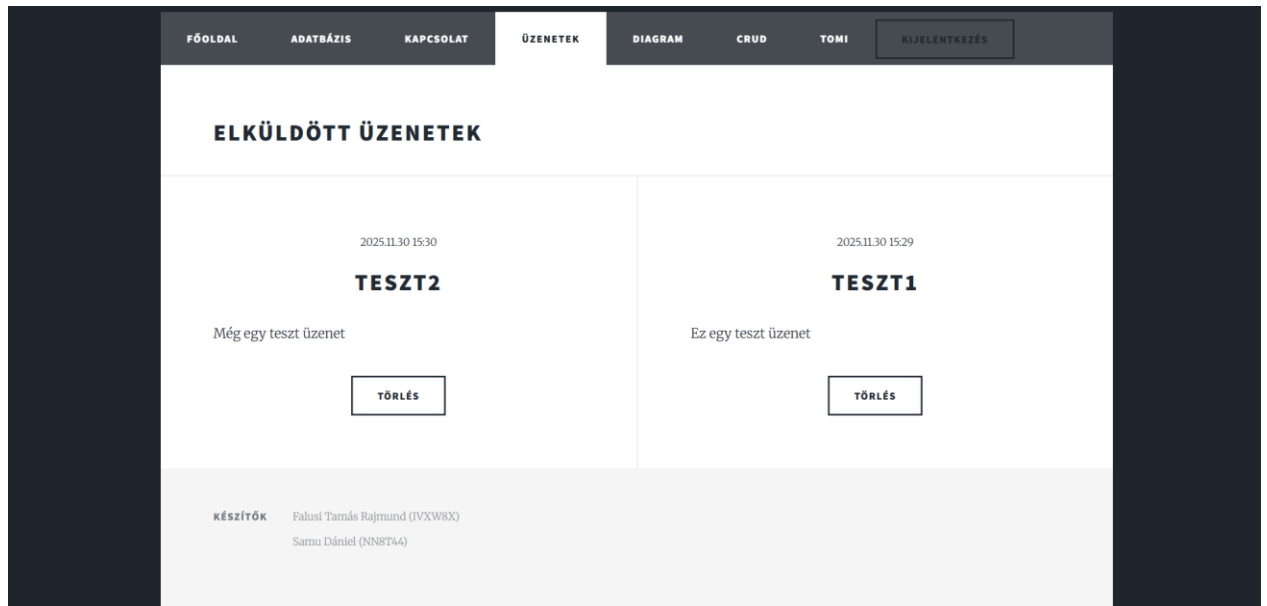 FŐOLDAL ADATBÁZIS KAPCSOLAT ÜZENETEK DIAGRAM CRUD TOMI KIJELENTKEZÉS
ELKÜLDÖTT ÜZENETEK
2025.11.30 15:30
TESZT2
Még egy teszt üzenet
TÖRLÉS
2025.11.30 15:29
TESZT1
Ez egy teszt üzenet
TÖRLÉS
KÉSZÍTŐK Falusi Tamás Rajmund (IVXW8X)
Samu Dániel (NN8T44)